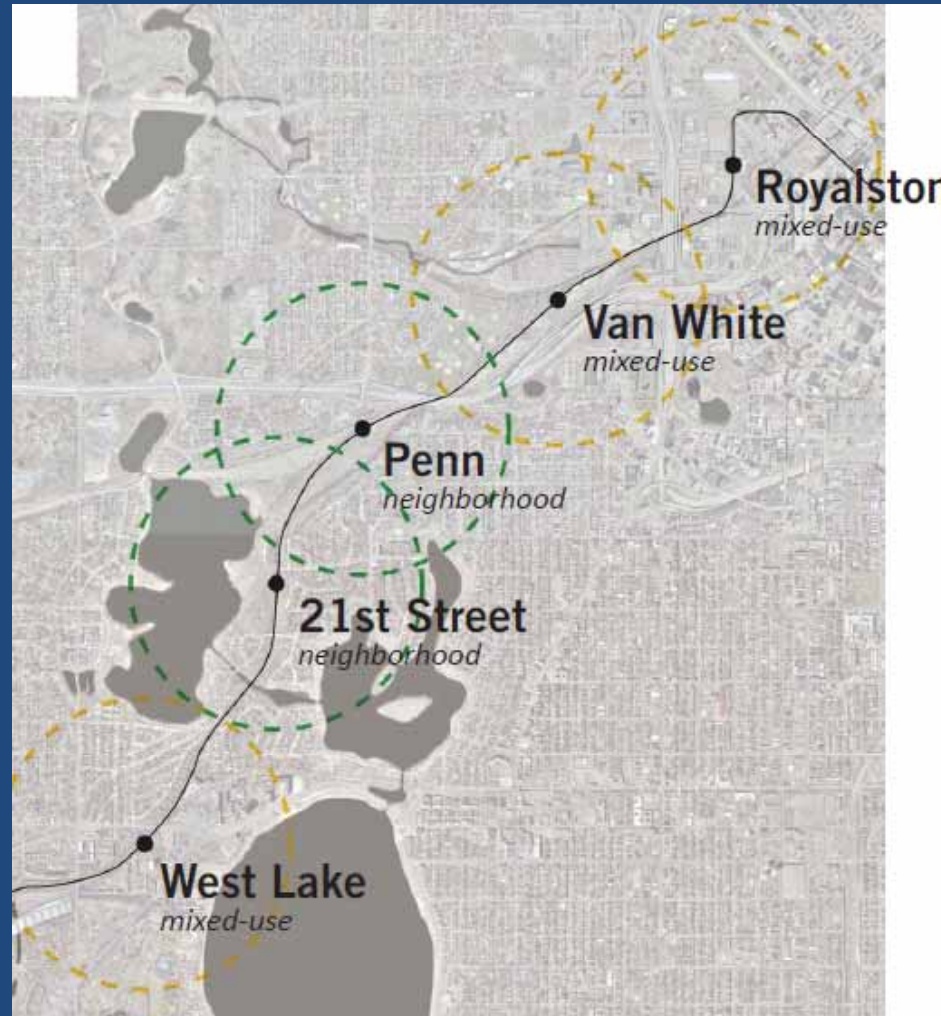 Royalston
mixed-use
Van White
mixed-use
Penn
neighborhood
21st Street
neighborhood
West Lake
mixed-use